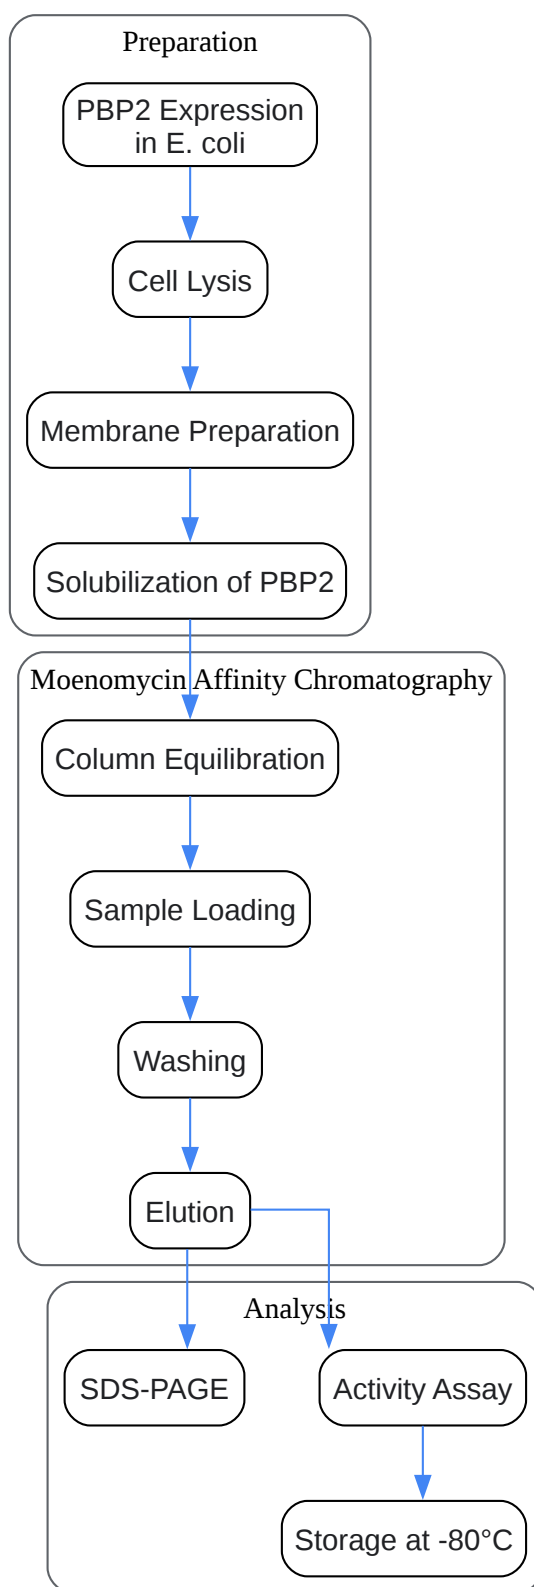 Preparation
PBP2 Expression
in E. coli
Cell Lysis
Membrane Preparation
Solubilization of PBP2
Moenomycin Affinity Chromatography
Column Equilibration
Sample Loading
Washing
Elution
Analysis
SDS-PAGE
Activity Assay
Storage at -80°C